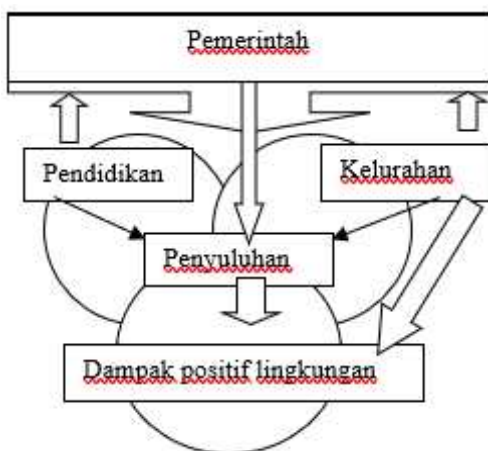 Pemerintah
Pendidikan
Kelurahan
Penyuluhan
Dampak positif lingkungan